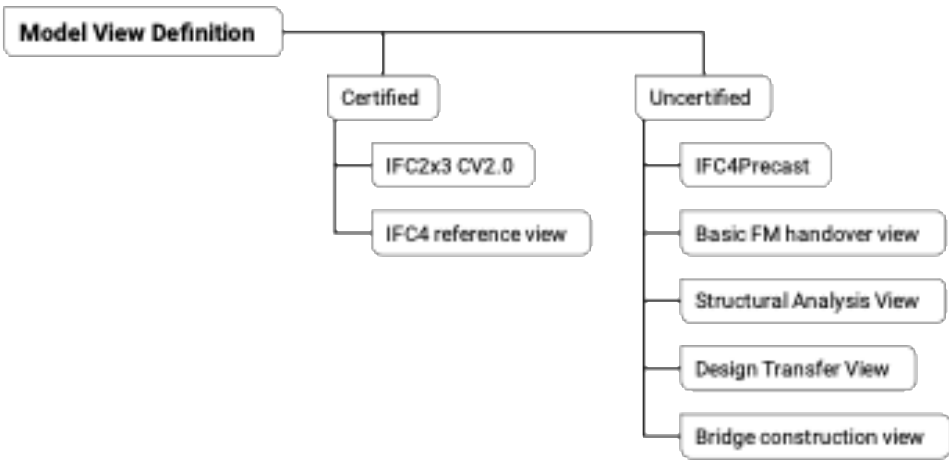 Model View Definition
Certified
IFC2x3 CV2.0
IFC4 reference view
Uncertified
IFC4Precast
Basic FM handover view
Structural Analysis View
Design Transfer View
Bridge construction view